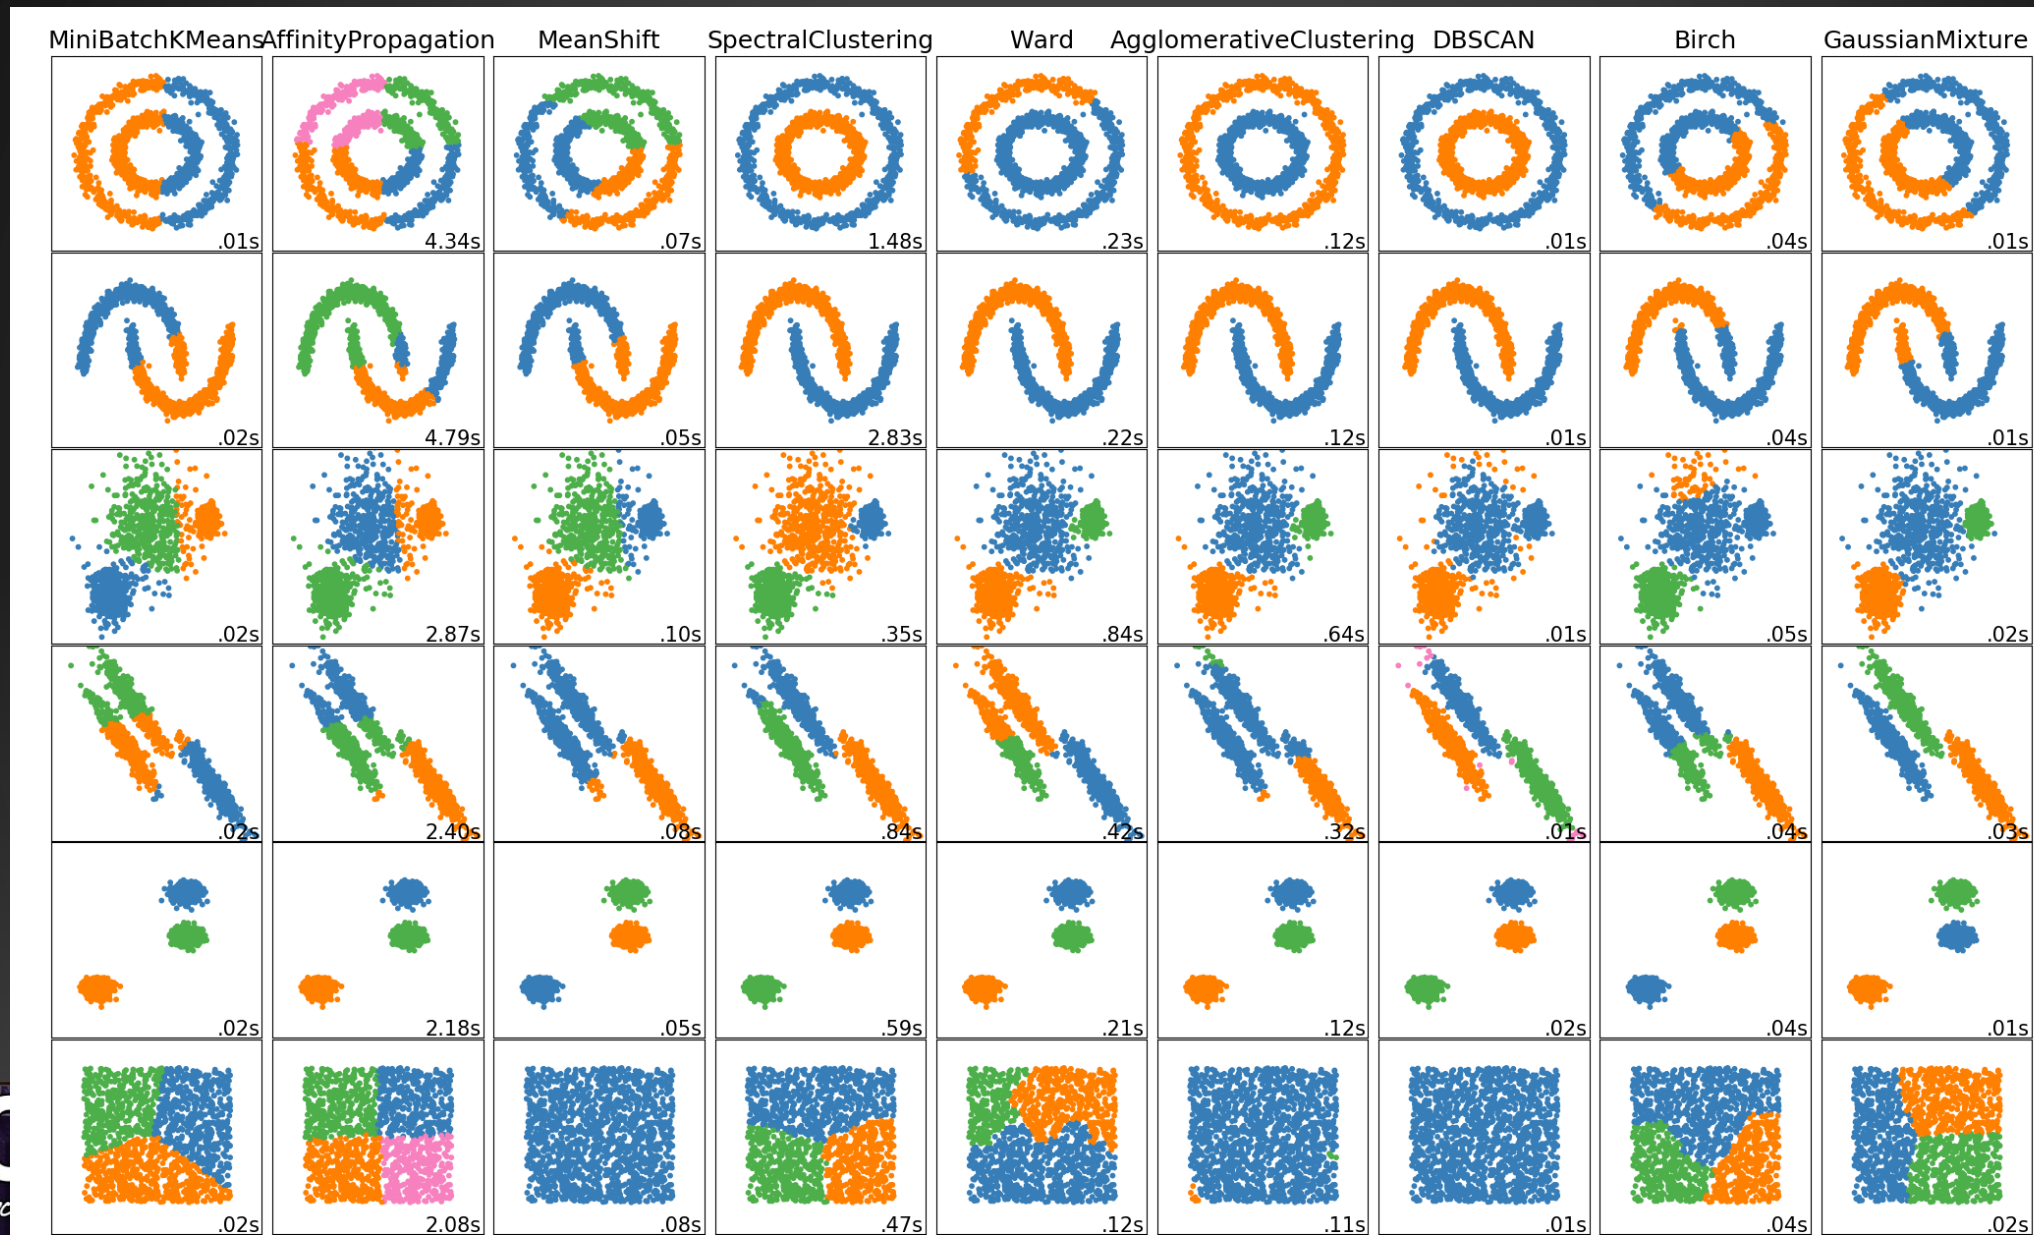 MiniBatchKMeans AffinityPropagation MeanShift SpectralClustering Ward AgglomerativeClustering DBSCAN Birch GaussianMixture
.01s 4.34s .07s 1.48s .23s .12s .01s .04s .01s
.02s 4.79s .05s 2.83s .22s .12s .01s .04s .01s
.02s 2.87s .10s .35s .84s .64s .01s .05s .02s
.02s 2.40s .08s .84s .42s .32s .01s .04s .03s
.02s 2.18s .05s .59s .21s .12s .02s .04s .01s
.02s 2.08s .08s .47s .12s .11s .01s .04s .02s